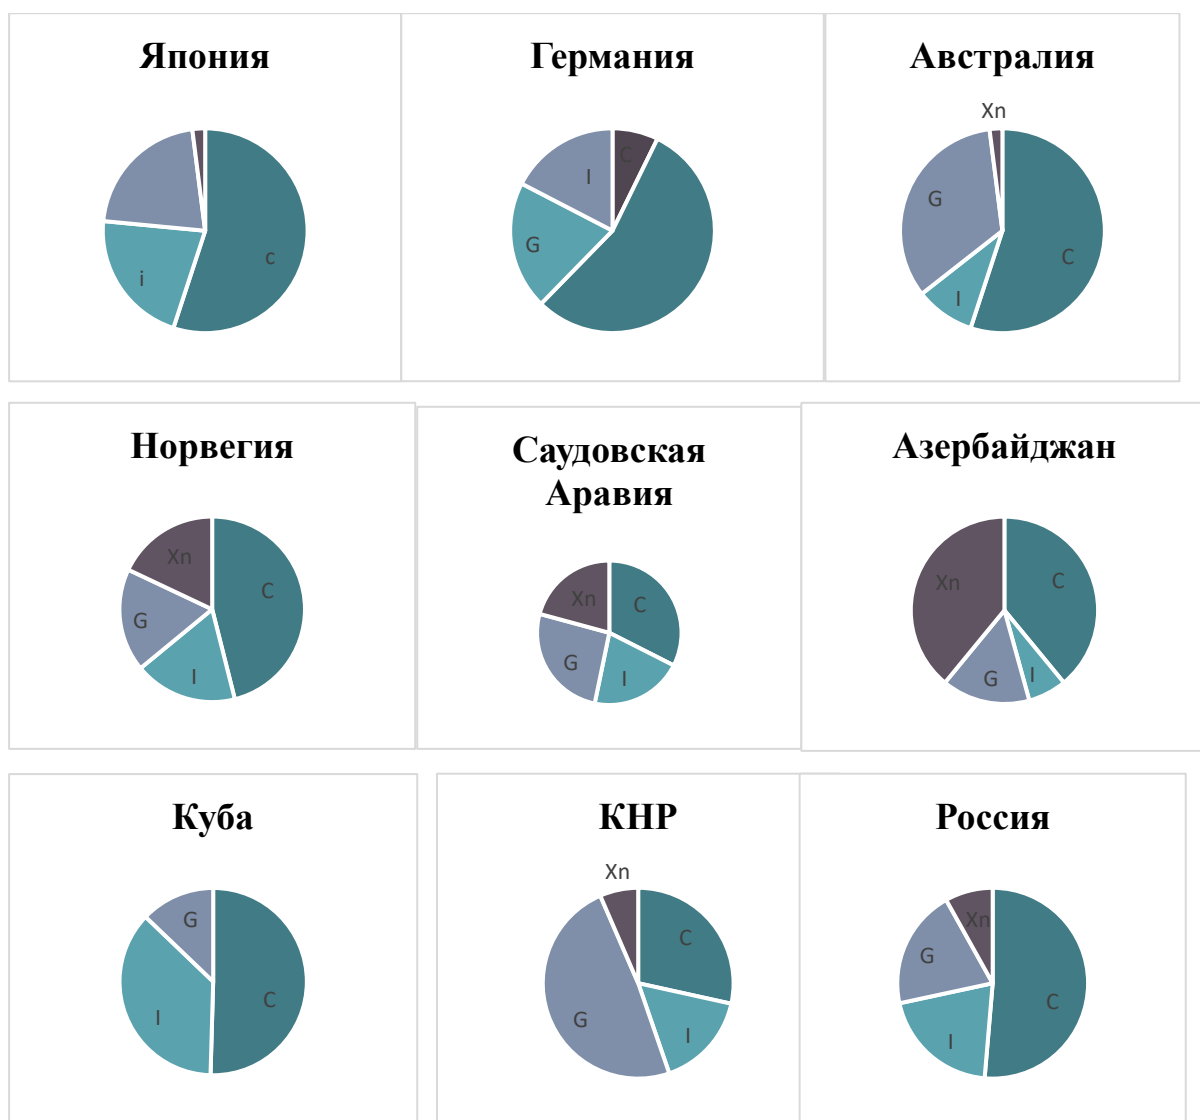 Япония
Германия
Австралия
c
i
C
I
G
Xn
G
C
I
Норвегия
Саудовская
Аравия
Азербайджан
Xn
C
G
I
Xn
C
G
I
Xn
C
G
I
Куба
КНР
Россия
G
C
I
Xn
C
G
I
Xn
G
C
I